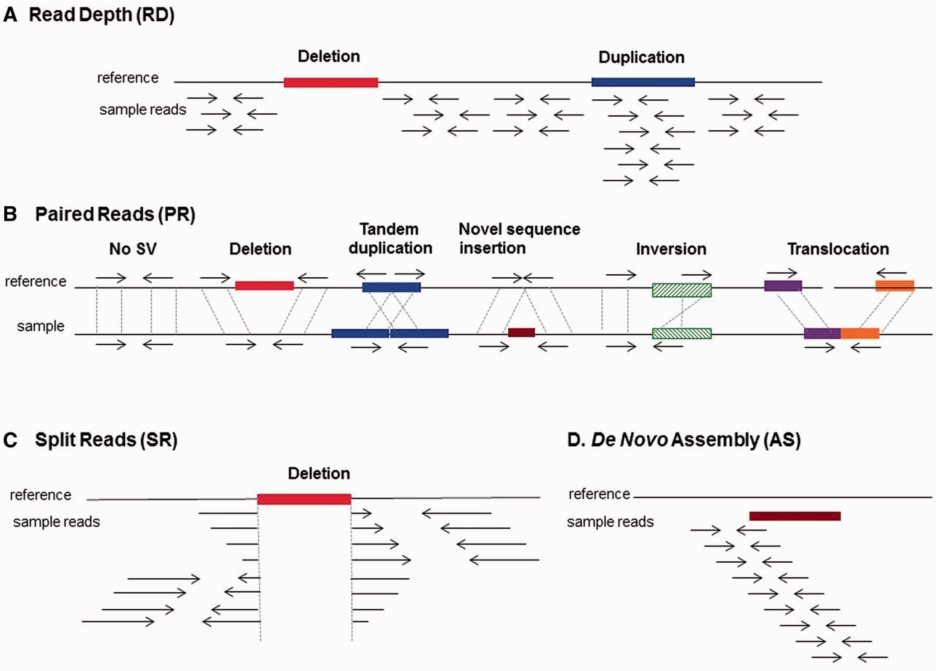 A Read Depth (RD)
Deletion
Duplication
reference
sample reads
B Paired Reads (PR)
No SV
Deletion
Tandem
duplication
Novel sequence
insertion
Inversion
Translocation
reference
sample
C Split Reads (SR)
Deletion
reference
sample reads
D. De Novo Assembly (AS)
reference
sample reads